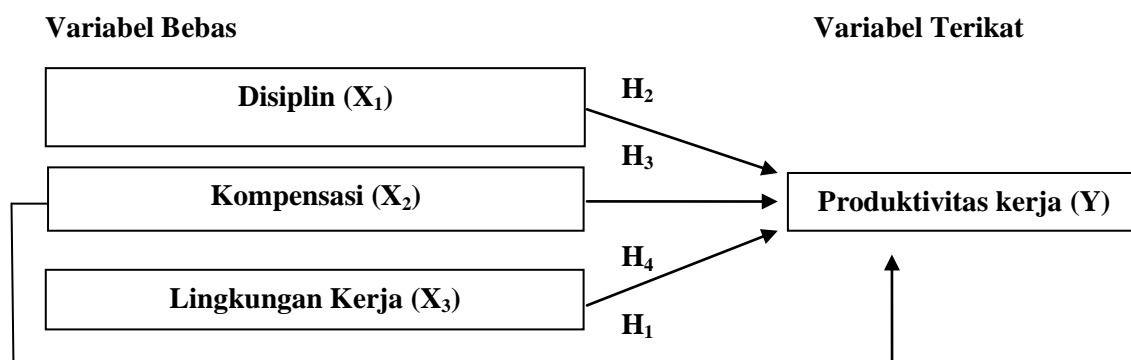 Variabel Bebas
Variabel Terikat
Disiplin (X₁)
H₂
H₃
Kompensasi (X₂)
Produktivitas kerja (Y)
H₄
Lingkungan Kerja (X₃)
H₁